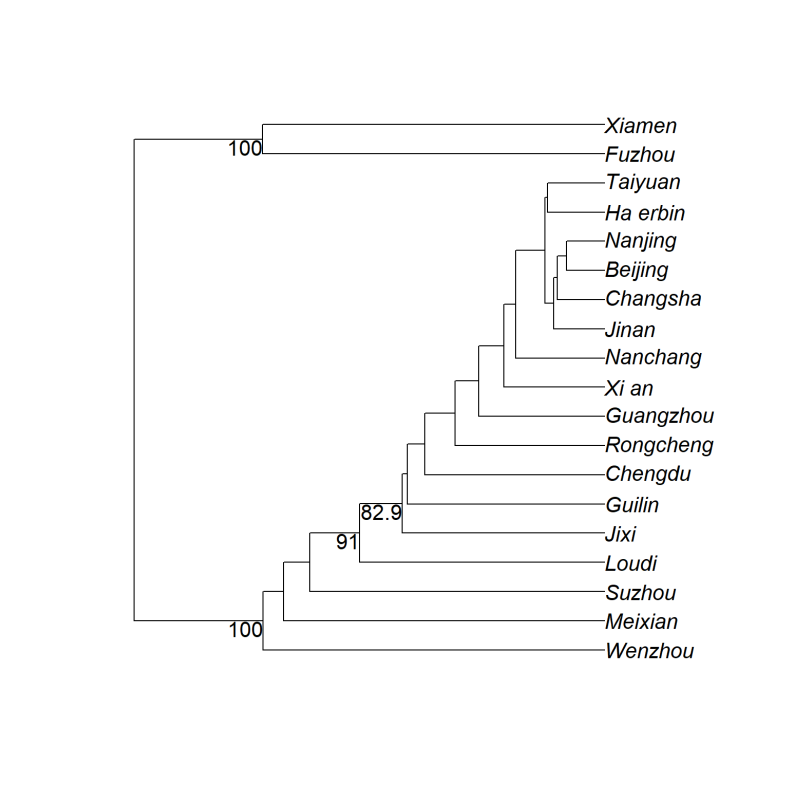 Xiamen
100
Fuzhou
Taiyuan
Ha erbin
Nanjing
Beijing
Changsha
Jinan
Nanchang
Xi an
Guangzhou
Rongcheng
Chengdu
Guilin
82.9
Jixi
91
Loudi
Suzhou
Meixian
100
Wenzhou